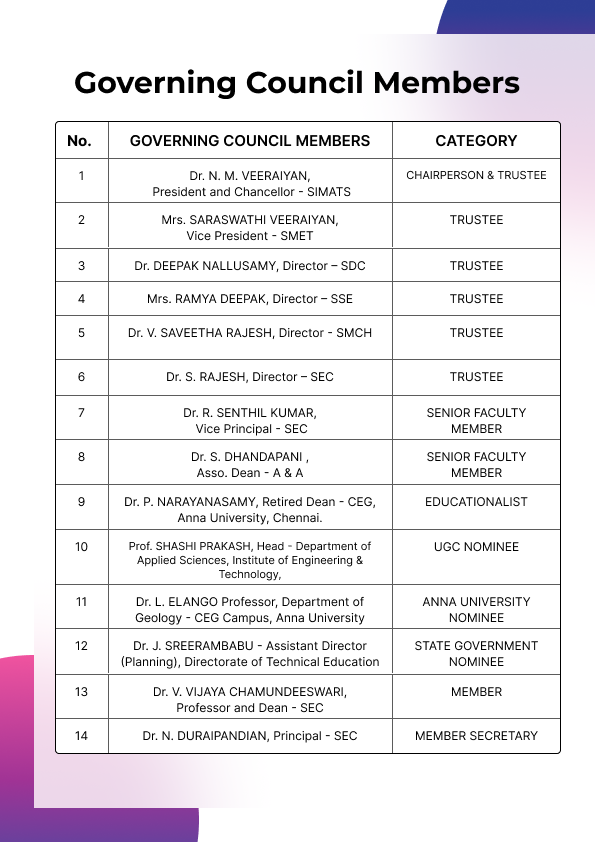 Governing Council Members
No. GOVERNING COUNCIL MEMBERS CATEGORY
1 Dr. N. M. VEERAIYAN, CHAIRPERSON & TRUSTEE
President and Chancellor - SIMATS
2 Mrs. SARASWATHI VEERAIYAN, TRUSTEE
Vice President - SMET
3 Dr. DEEPAK NALLUSAMY, Director – SDC TRUSTEE
4 Mrs. RAMYA DEEPAK, Director – SSE TRUSTEE
5 Dr. V. SAVEETHA RAJESH, Director - SMCH TRUSTEE
6 Dr. S. RAJESH, Director – SEC TRUSTEE
7 Dr. R. SENTHIL KUMAR, SENIOR FACULTY
Vice Principal - SEC MEMBER
8 Dr. S. DHANDAPANI , SENIOR FACULTY
Asso. Dean - A & A MEMBER
9 Dr. P. NARAYANASAMY, Retired Dean - CEG, EDUCATIONALIST
Anna University, Chennai.
10 Prof. SHASHI PRAKASH, Head - Department of UGC NOMINEE
Applied Sciences, Institute of Engineering &
Technology,
11 Dr. L. ELANGO Professor, Department of ANNA UNIVERSITY
Geology - CEG Campus, Anna University NOMINEE
12 Dr. J. SREERAMBABU - Assistant Director STATE GOVERNMENT
(Planning), Directorate of Technical Education NOMINEE
13 Dr. V. VIJAYA CHAMUNDEESWARI, MEMBER
Professor and Dean - SEC
14 Dr. N. DURAIPANDIAN, Principal - SEC MEMBER SECRETARY